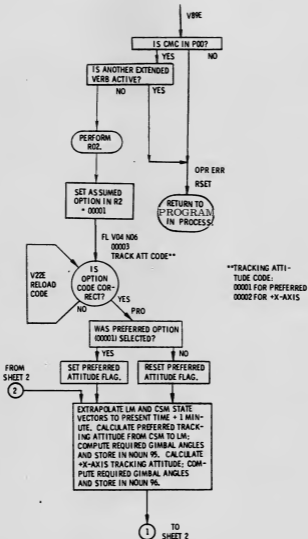 V89E
IS CMC IN P00?
YES
NO
IS ANOTHER EXTENDED
VERB ACTIVE?
NO
YES
PERFORM
R02.
OPR ERR
RSET
SET ASSUMED
OPTION IN R2
* 00001
RETURN TO
PROGRAM
IN PROCESS.
FL V04 N06
00003
TRACK ATT CODE**
V22E
RELOAD
CODE
IS
OPTION
CODE COR-
RECT?
NO
YES
PRO
**TRACKING ATTI-
TUDE CODE:
00001 FOR PREFERRED
00002 FOR +X-AXIS
WAS PREFERRED OPTION
(00001) SELECTED?
YES
NO
FROM
SHEET 2
2
SET PREFERRED
ATTITUDE FLAG.
RESET PREFERRED
ATTITUDE FLAG.
EXTRAPOLATE LM AND CSM STATE
VECTORS TO PRESENT TIME + 1 MIN-
UTE. CALCULATE PREFERRED TRACK-
ING ATTITUDE FROM CSM TO LM;
COMPUTE REQUIRED GIMBAL ANGLES
AND STORE IN NOUN 95. CALCULATE
+X-AXIS TRACKING ATTITUDE; COM-
PUTE REQUIRED GIMBAL ANGLES
AND STORE IN NOUN 96.
1
TO
SHEET 2